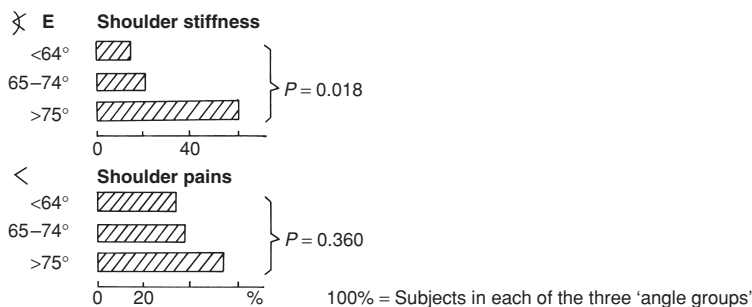 ∢ E Shoulder stiffness
<64°
65–74°
>75°
P = 0.018
0 40
< Shoulder pains
<64°
65–74°
>75°
P = 0.360
0 20 %
100% = Subjects in each of the three ‘angle groups’